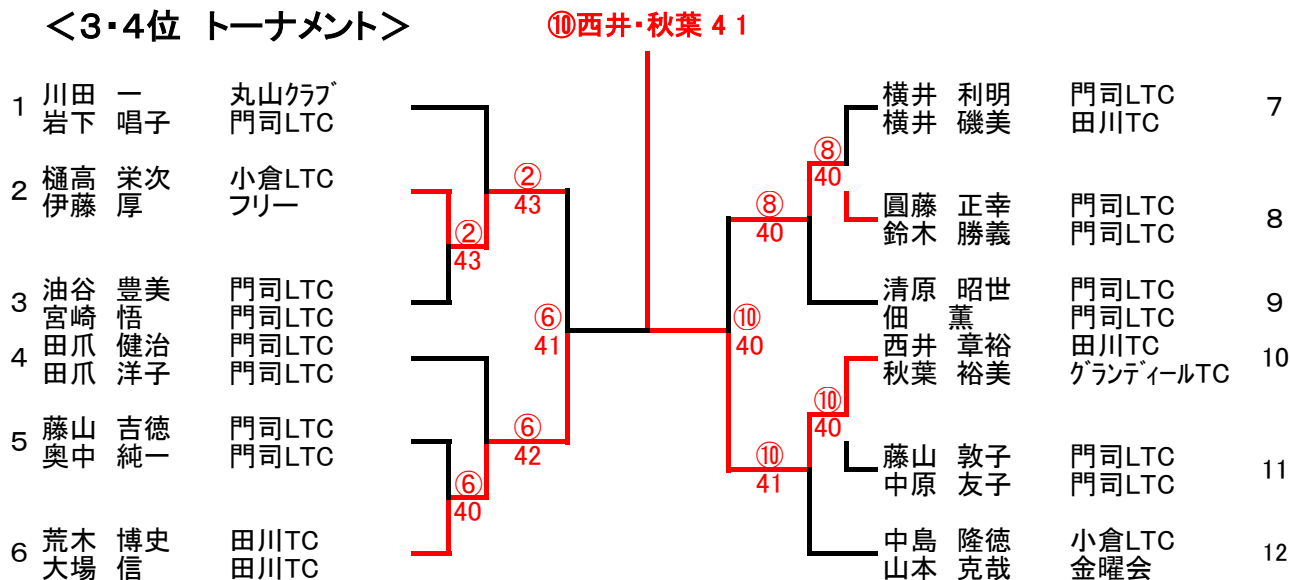 ＜3・4位 トーナメント＞
⑩西井・秋葉 4 1
1 川田 一 丸山クラブ
岩下 唱子 門司LTC
2 樋高 栄次 小倉LTC
伊藤 厚 フリー
3 油谷 豊美 門司LTC
宮崎 悟 門司LTC
4 田爪 健治 門司LTC
田爪 洋子 門司LTC
5 藤山 吉徳 門司LTC
奥中 純一 門司LTC
6 荒木 博史 田川TC
大場 信 田川TC
②
43
②
43
⑥
41
⑥
42
⑥
40
⑧
40
⑧
40
⑩
40
⑩
40
⑩
41
横井 利明 門司LTC 7
横井 磯美 田川TC
圓藤 正幸 門司LTC 8
鈴木 勝義 門司LTC
清原 昭世 門司LTC 9
佃 薫 門司LTC
西井 章裕 田川TC 10
秋葉 裕美 グランディールTC
藤山 敦子 門司LTC 11
中原 友子 門司LTC
中島 隆徳 小倉LTC 12
山本 克哉 金曜会